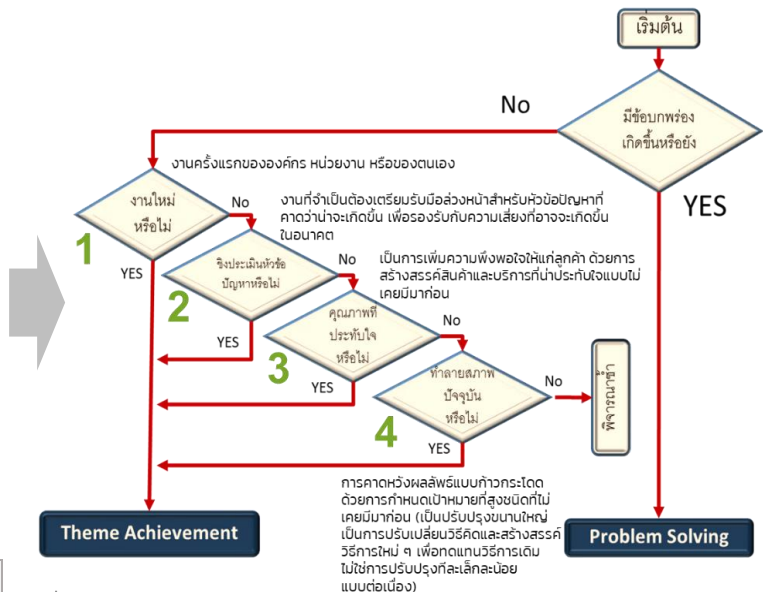 เริ่มต้น
มีข้อบกพร่อง
เกิดขึ้นหรือยัง
No
YES
งานครั้งแรกขององค์กร หน่วยงาน หรือของตนเอง
งานใหม่
หรือไม่
No
1
YES
งานที่จำเป็นต้องเตรียมรับมือล่วงหน้าสำหรับหัวข้อปัญหาที่
คาดว่าน่าจะเกิดขึ้น เพื่อรองรับกับความเสี่ยงที่อาจจะเกิดขึ้น
ในอนาคต
ชิงประเมินหัวข้อ
ปัญหาหรือไม่
No
2
YES
เป็นการเพิ่มความพึงพอใจให้แก่ลูกค้า ด้วยการ
สร้างสรรค์สินค้าและบริการที่น่าประทับใจแบบไม่
เคยมีมาก่อน
คุณภาพที่
ประทับใจ
หรือไม่
No
3
YES
ทำลายสภาพ
ปัจจุบัน
หรือไม่
No
4
YES
พิจารณาซ้ำ
การคาดหวังผลลัพธ์แบบก้าวกระโดด
ด้วยการกำหนดเป้าหมายที่สูงชนิดที่ไม่
เคยมีมาก่อน (เป็นปรับปรุงขนานใหญ่
เป็นการปรับเปลี่ยนวิธีคิดและสร้างสรรค์
วิธีการใหม่ ๆ เพื่อทดแทนวิธีการเดิม
ไม่ใช่การปรับปรุงทีละเล็กละน้อย
แบบต่อเนื่อง)
Theme Achievement
Problem Solving